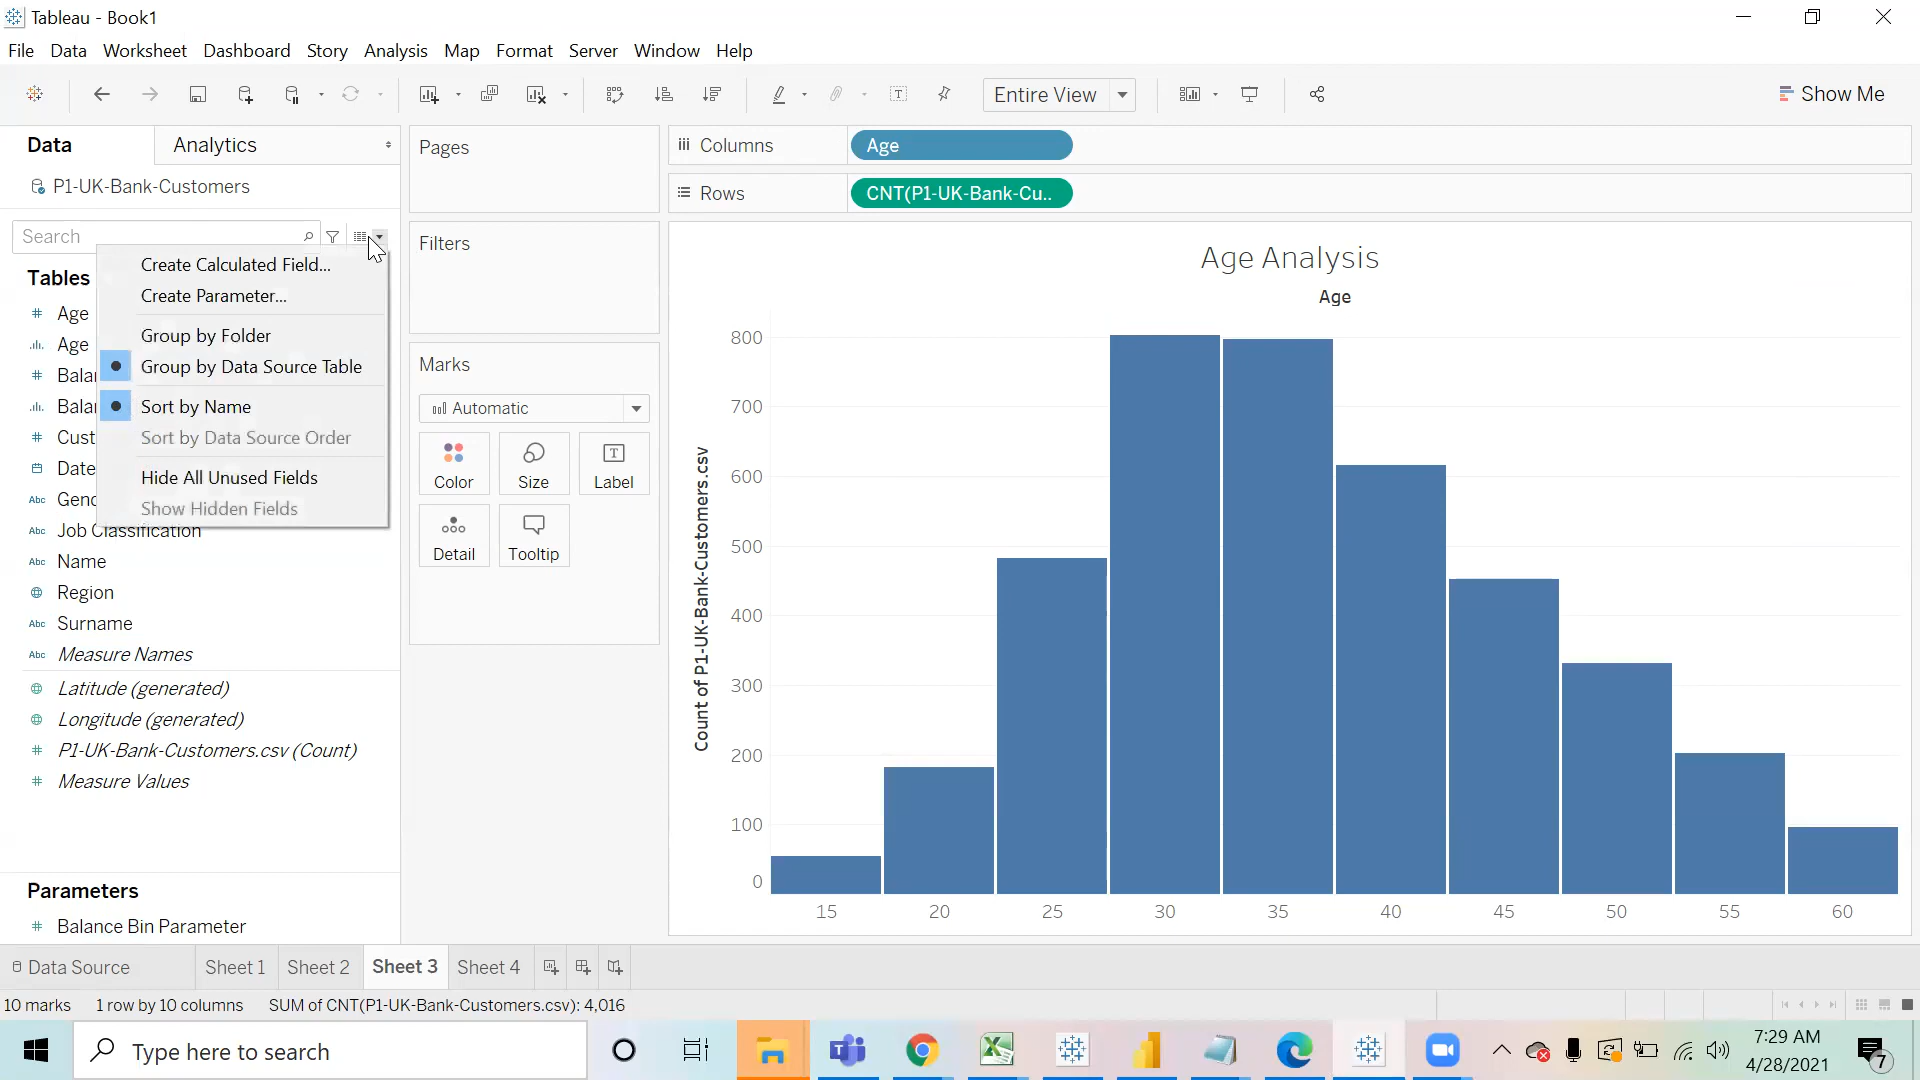 Tableau - Book1
File Data Worksheet Dashboard Story Analysis Map Format Server Window Help
Entire View
Show Me
Data
Analytics
P1-UK-Bank-Customers
Search
Tables
Age
Age
Bala
Bala
Cust
Date
Gend
Job Classification
Name
Region
Surname
Measure Names
Latitude (generated)
Longitude (generated)
P1-UK-Bank-Customers.csv (Count)
Measure Values
Parameters
Balance Bin Parameter
Create Calculated Field...
Create Parameter...
Group by Folder
Group by Data Source Table
Sort by Name
Sort by Data Source Order
Hide All Unused Fields
Show Hidden Fields
Pages
Filters
Marks
Automatic
Color
Size
Label
Detail
Tooltip
Columns
Age
Rows
CNT(P1-UK-Bank-Cu..
Age Analysis
Age
Count of P1-UK-Bank-Customers.csv
800
700
600
500
400
300
200
100
0
15 20 25 30 35 40 45 50 55 60
Data Source
Sheet 1
Sheet 2
Sheet 3
Sheet 4
10 marks
1 row by 10 columns
SUM of CNT(P1-UK-Bank-Customers.csv): 4,016
Type here to search
7:29 AM
4/28/2021
7